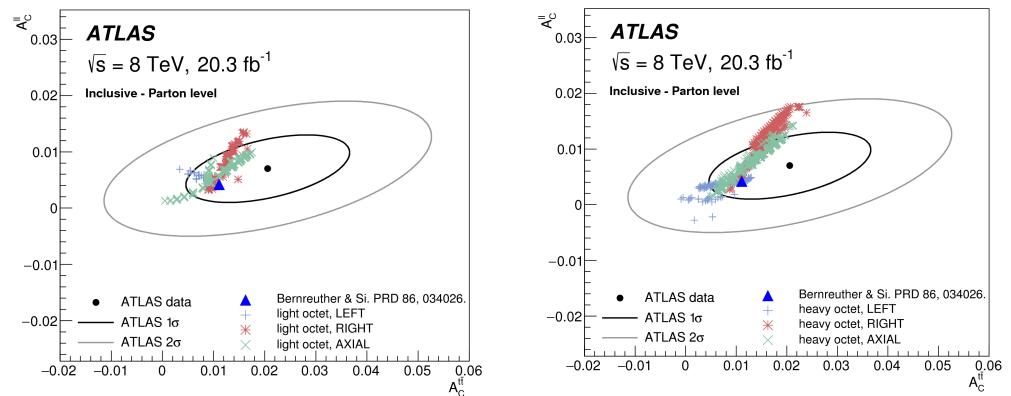 A_C^ll
0.03
0.02
0.01
0
−0.01
−0.02
ATLAS
√s = 8 TeV, 20.3 fb⁻¹
Inclusive - Parton level
ATLAS data
ATLAS 1σ
ATLAS 2σ
Bernreuther & Si. PRD 86, 034026.
light octet, LEFT
light octet, RIGHT
light octet, AXIAL
−0.02 −0.01 0 0.01 0.02 0.03 0.04 0.05 0.06
A_C^tt̄
A_C^ll
0.03
0.02
0.01
0
−0.01
−0.02
ATLAS
√s = 8 TeV, 20.3 fb⁻¹
Inclusive - Parton level
ATLAS data
ATLAS 1σ
ATLAS 2σ
Bernreuther & Si. PRD 86, 034026.
heavy octet, LEFT
heavy octet, RIGHT
heavy octet, AXIAL
−0.02 −0.01 0 0.01 0.02 0.03 0.04 0.05 0.06
A_C^tt̄